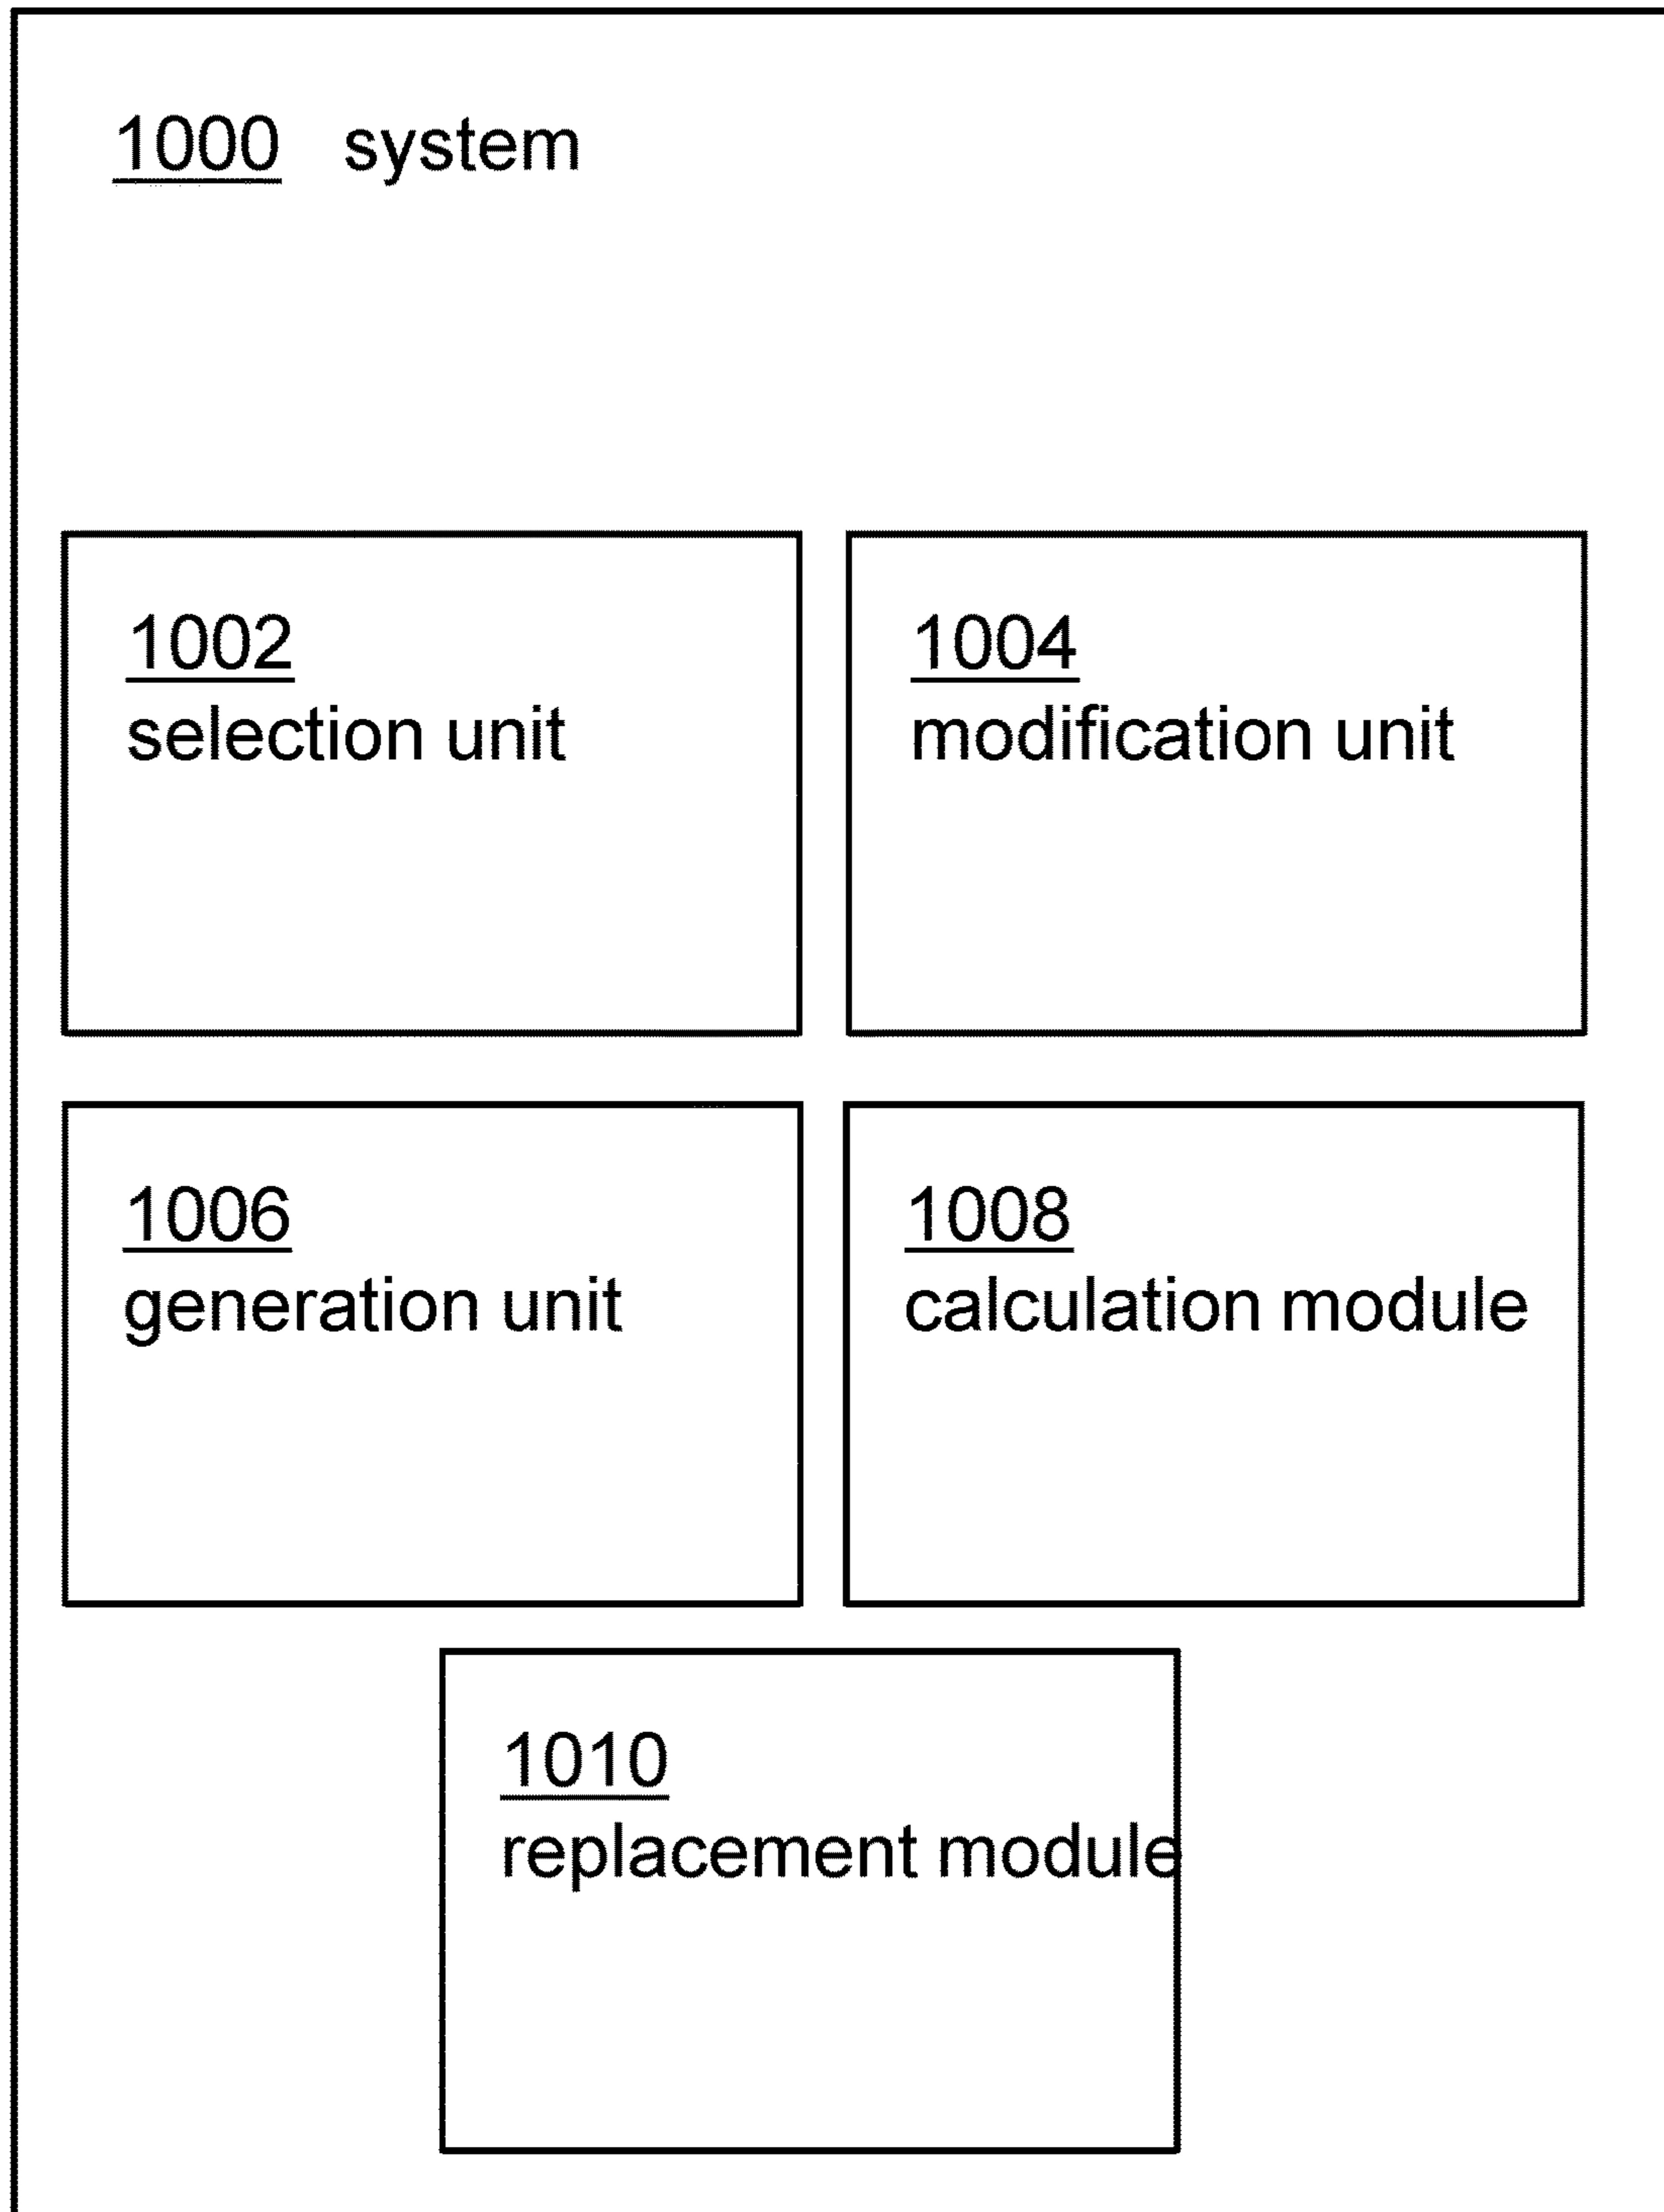 1000 system
1002
selection unit
1004
modification unit
1006
generation unit
1008
calculation module
1010
replacement module